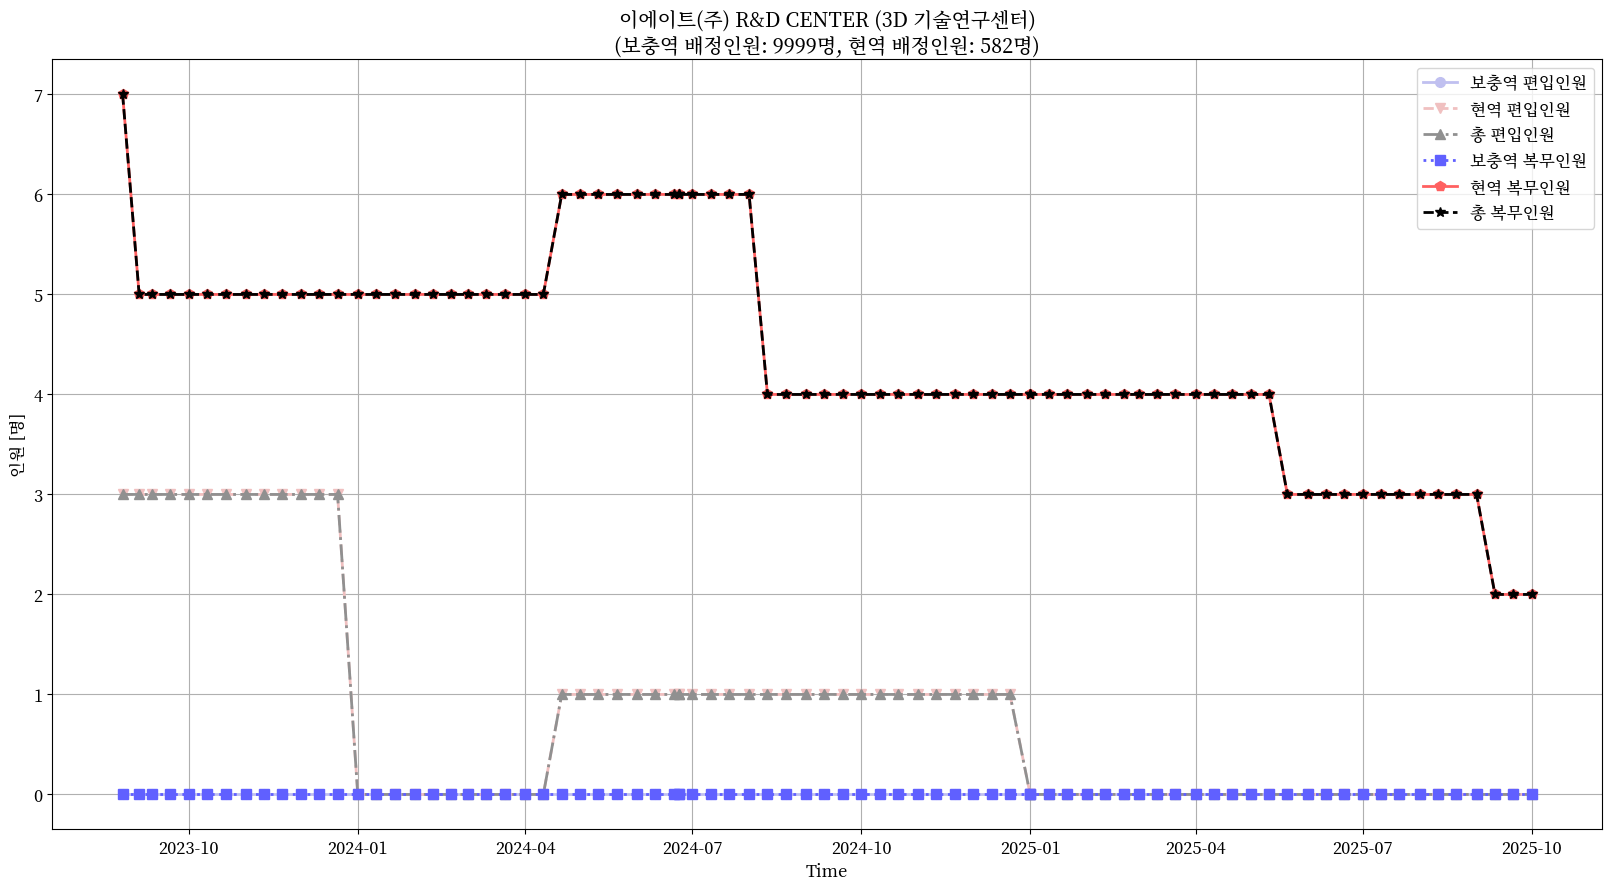 이에이트(주) R&D CENTER (3D 기술연구센터)
(보충역 배정인원: 9999명, 현역 배정인원: 582명)
보충역 편입인원
현역 편입인원
총 편입인원
보충역 복무인원
현역 복무인원
총 복무인원
인원 [명]
7
6
5
4
3
2
1
0
2023-10
2024-01
2024-04
2024-07
2024-10
2025-01
2025-04
2025-07
2025-10
Time